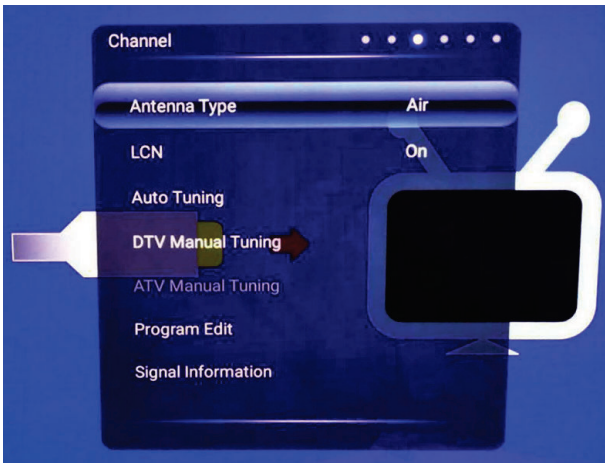 Channel
Antenna Type Air
LCN On
Auto Tuning
DTV Manual Tuning
ATV Manual Tuning
Program Edit
Signal Information